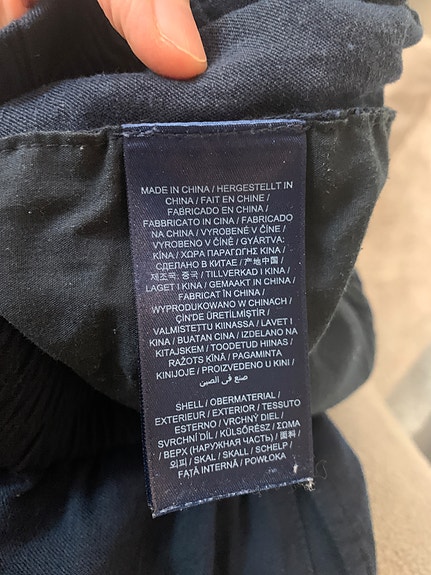 MADE IN CHINA / HERGESTELLT IN
CHINA / FAIT EN CHINE /
FABRICADO EN CHINA /
FABBRICATO IN CINA / FABRICADO
NA CHINA / VYROBENÉ V ČÍNE /
VYROBENO V ČÍNĚ / GYÁRTVA:
KÍNA / ΧΩΡΑ ΠΑΡΑΓΩΓΗΣ ΚΙΝΑ /
СДЕЛАНО В КИТАЕ / 产地中国 /
제조국: 중국 / TILLVERKAD I KINA /
LAGET I KINA / GEMAAKT IN CHINA /
FABRICAT ÎN CHINA /
WYPRODUKOWANO W CHINACH /
ÇİN'DE ÜRETİLMİŞTİR /
VALMISTETTU KIINASSA / LAVET I
KINA / BUATAN CINA / IZDELANO NA
KITAJSKEM / TOODETUD HIINAS /
RAŽOTS ĶĪNĀ / PAGAMINTA
KINIJOJE / PROIZVEDENO U KINI /
صنع في الصين
SHELL / OBERMATERIAL /
EXTERIEUR / EXTERIOR / TESSUTO
ESTERNO / VRCHNÝ DIEL /
SVRCHNÍ DÍL / KÜLSŐRÉSZ / ΣΩΜΑ
/ ВЕРХ (НАРУЖНАЯ ЧАСТЬ) / 面料 /
외피 / SKAL / SKALL / SCHELP /
FAȚĂ INTERNĂ / POWŁOKA